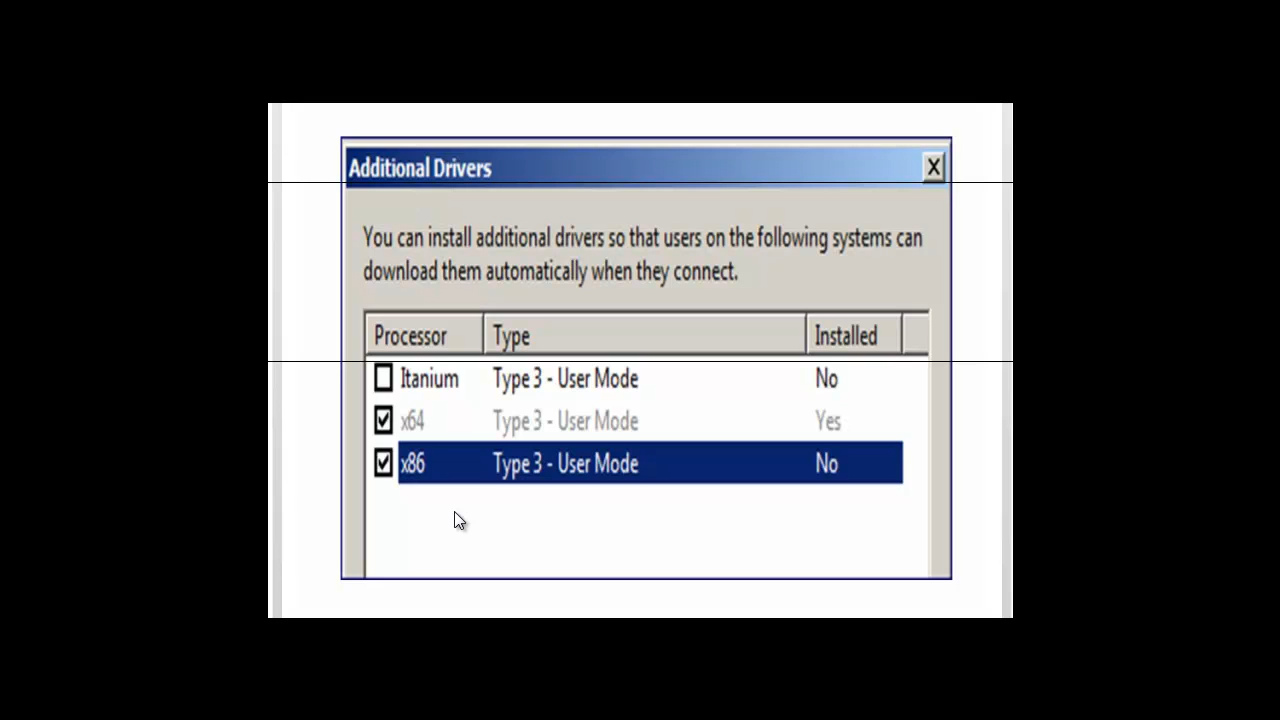 Additional Drivers
You can install additional drivers so that users on the following systems can
download them automatically when they connect.
Processor Type Installed
Itanium Type 3 - User Mode No
x64 Type 3 - User Mode Yes
x86 Type 3 - User Mode No